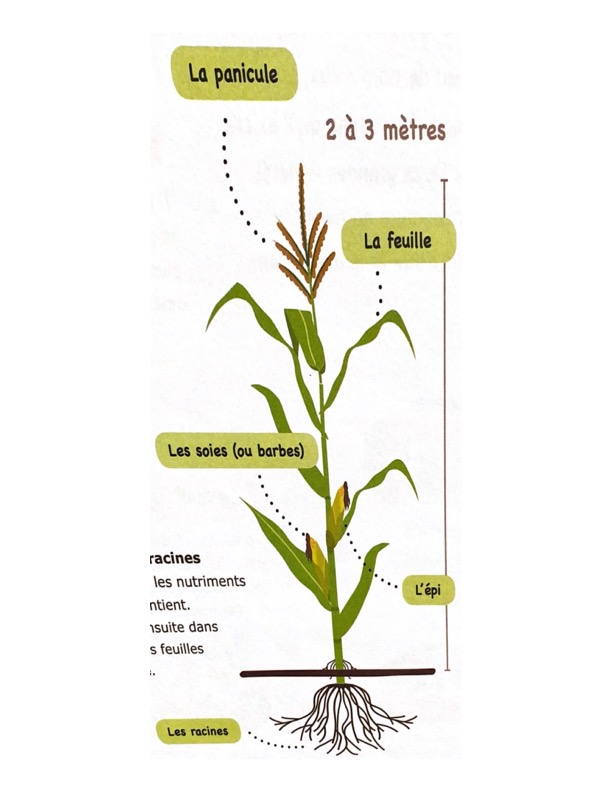 La panicule
2 à 3 mètres
La feuille
Les soies (ou barbes)
racines
les nutriments
ntient.
nsuite dans
s feuilles
L'épi
Les racines